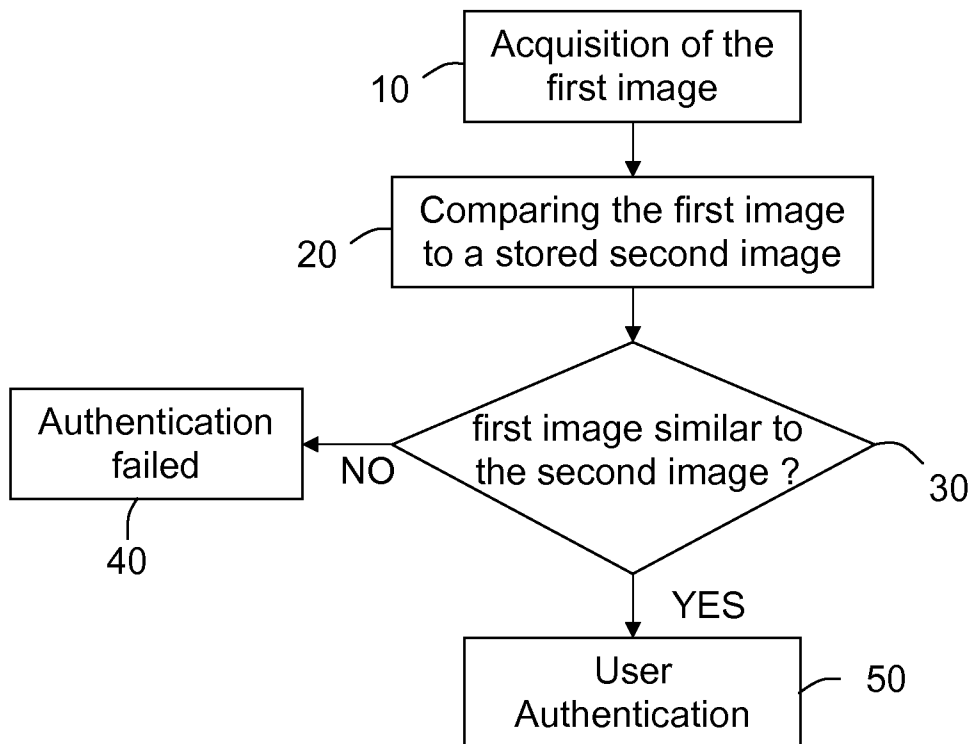 Acquisition of the
first image
10
Comparing the first image
to a stored second image
20
first image similar to
the second image ?
30
NO
Authentication
failed
40
YES
User
Authentication
50